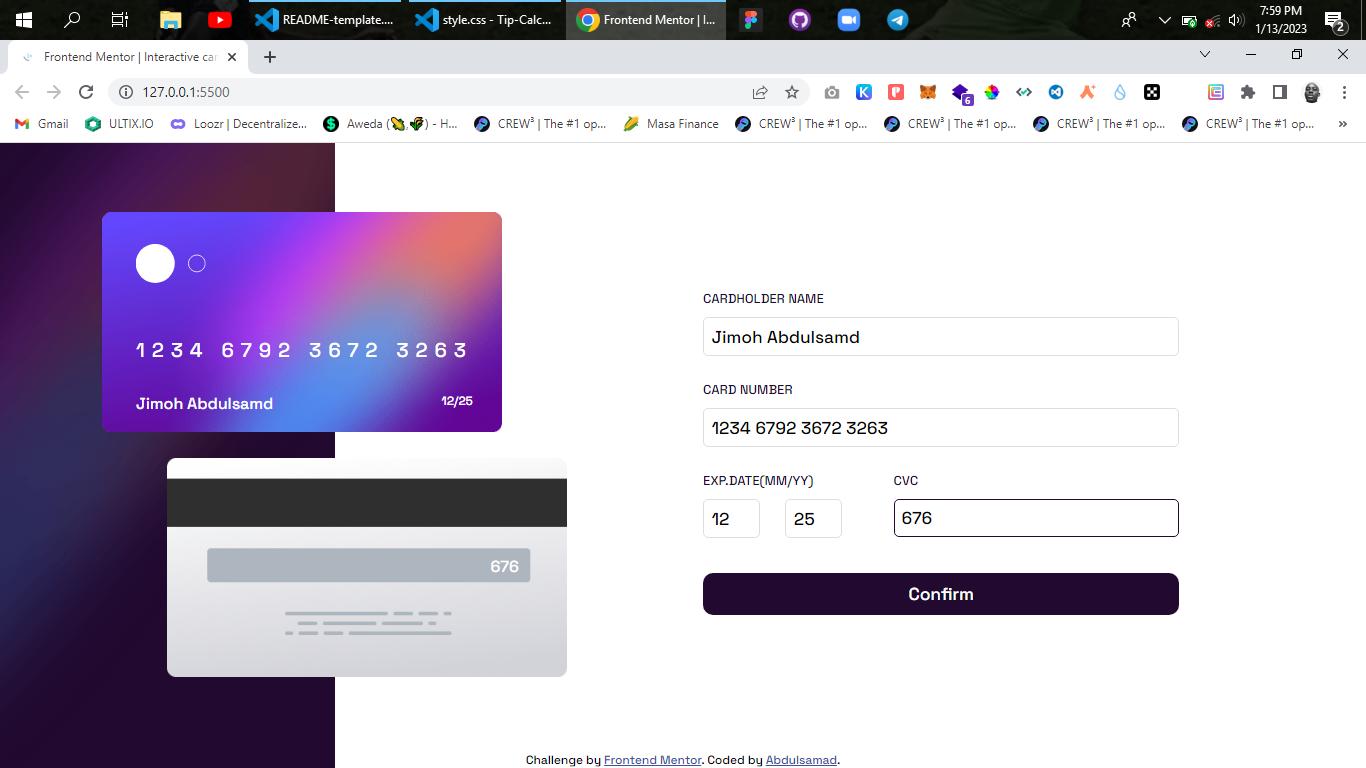 README-template.... style.css - Tip-Calc... Frontend Mentor | I... 7:59 PM
1/13/2023 2
Frontend Mentor | Interactive car
127.0.0.1:5500 6
Gmail ULTIX.IO Loozr | Decentralize... Aweda (🌽,🌶) - H... CREW³ | The #1 op... Masa Finance CREW³ | The #1 op... CREW³ | The #1 op... CREW³ | The #1 op... CREW³ | The #1 op... »
1234 6792 3672 3263
Jimoh Abdulsamd 12/25
676
CARDHOLDER NAME
Jimoh Abdulsamd
CARD NUMBER
1234 6792 3672 3263
EXP.DATE(MM/YY) CVC
12 25 676
Confirm
Challenge by Frontend Mentor. Coded by Abdulsamad.